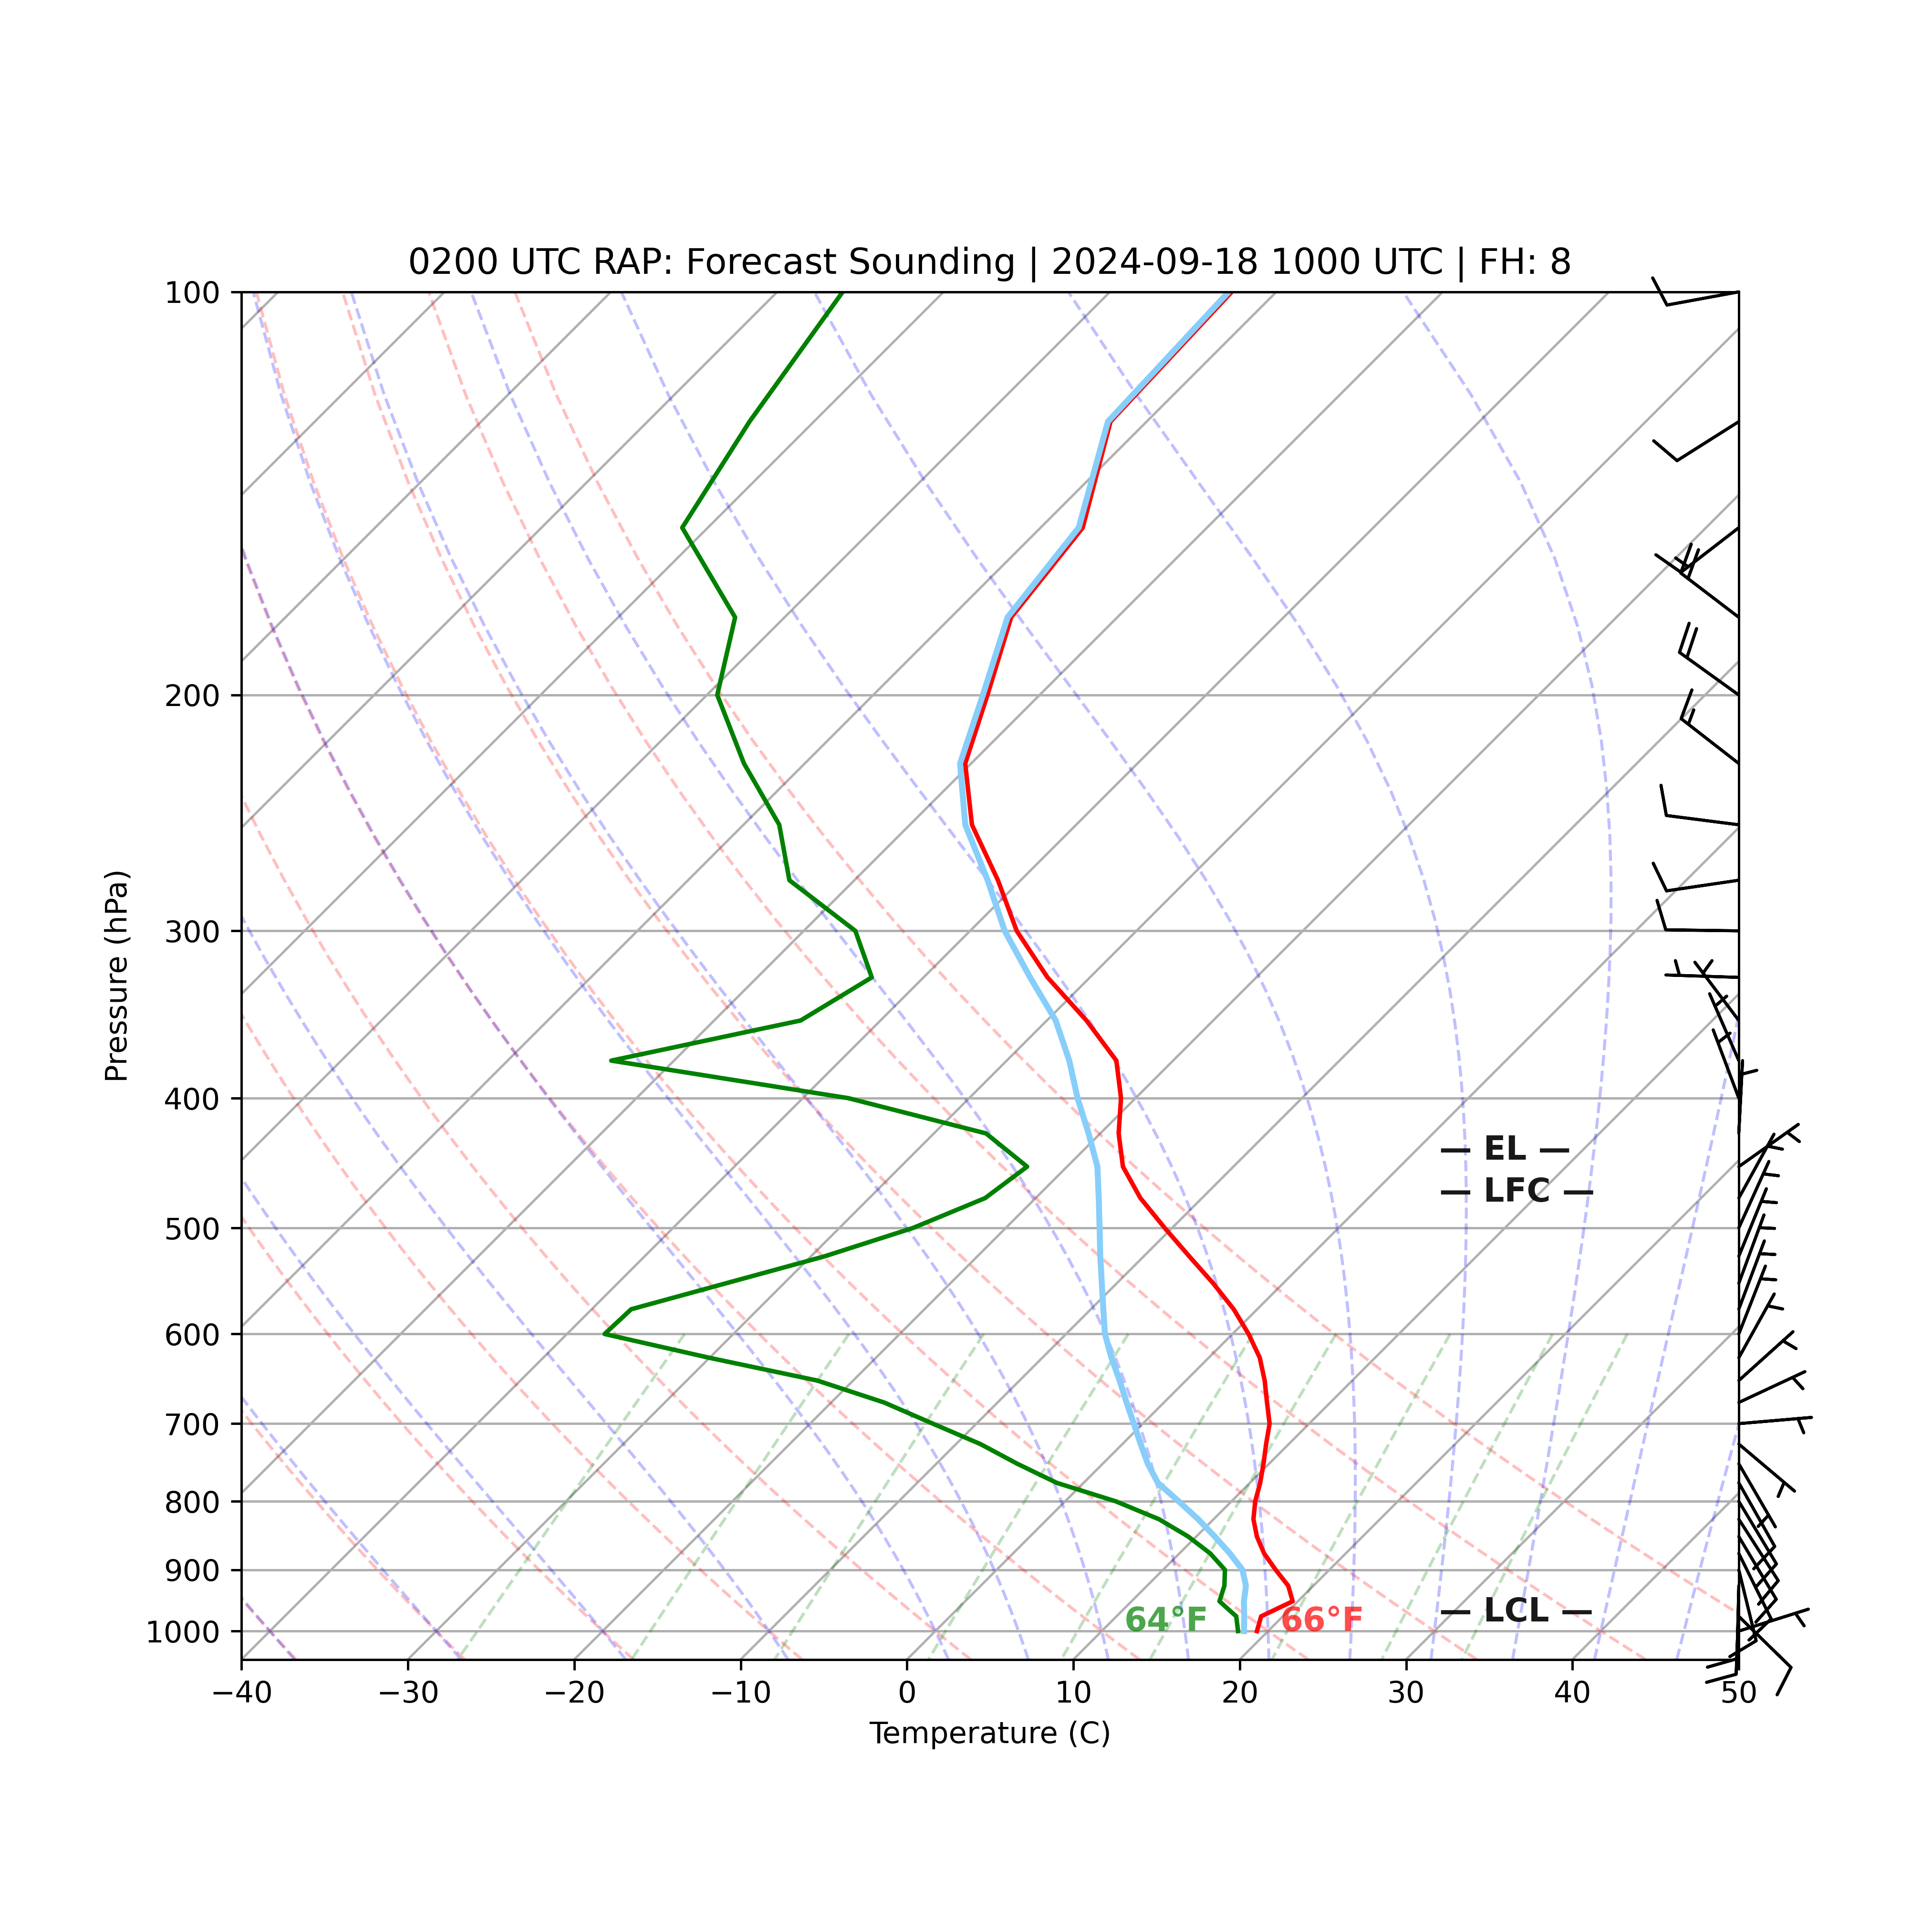 0200 UTC RAP: Forecast Sounding | 2024-09-18 1000 UTC | FH: 8
100
200
300
400
500
600
700
800
900
1000
Pressure (hPa)
— EL —
— LFC —
— LCL —
64°F 66°F
−40 −30 −20 −10 0 10 20 30 40 50
Temperature (C)